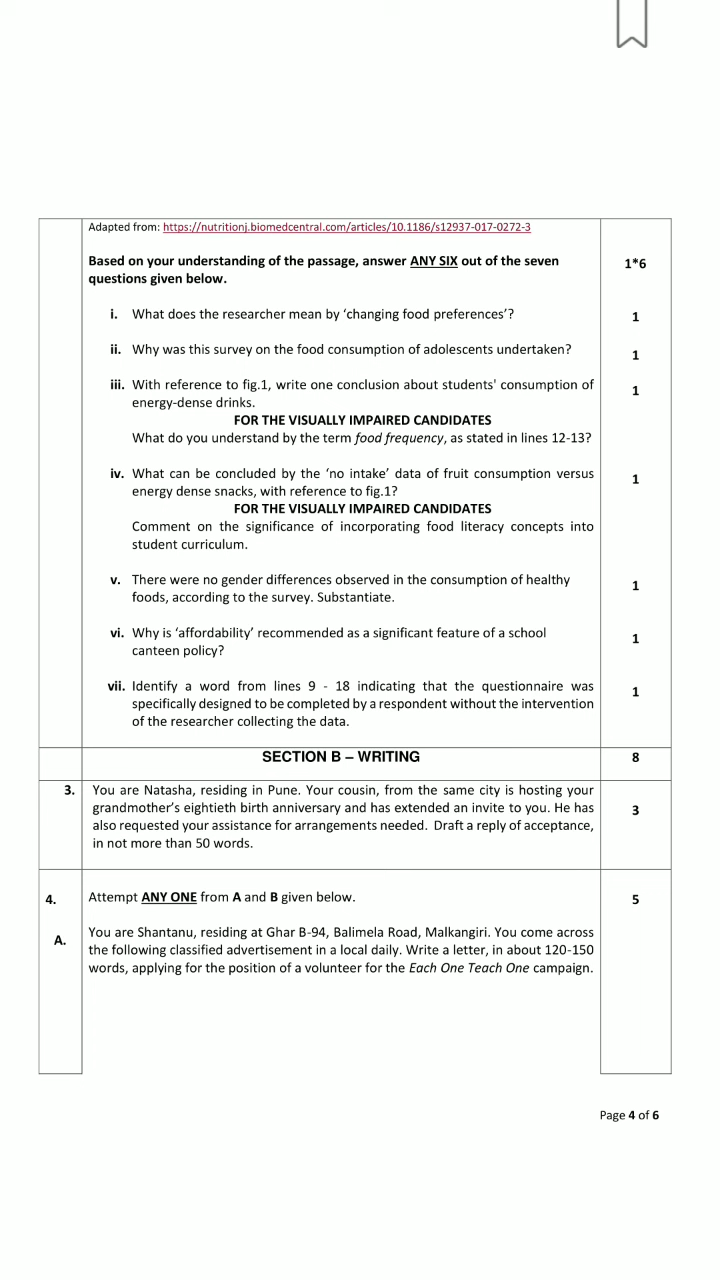 Adapted from: https://nutritionj.biomedcentral.com/articles/10.1186/s12937-017-0272-3
Based on your understanding of the passage, answer ANY SIX out of the seven
questions given below.
1*6
i. What does the researcher mean by ‘changing food preferences’?
1
ii. Why was this survey on the food consumption of adolescents undertaken?
1
iii. With reference to fig.1, write one conclusion about students' consumption of
energy-dense drinks.
1
FOR THE VISUALLY IMPAIRED CANDIDATES
What do you understand by the term food frequency, as stated in lines 12-13?
iv. What can be concluded by the ‘no intake’ data of fruit consumption versus
energy dense snacks, with reference to fig.1?
1
FOR THE VISUALLY IMPAIRED CANDIDATES
Comment on the significance of incorporating food literacy concepts into
student curriculum.
v. There were no gender differences observed in the consumption of healthy
foods, according to the survey. Substantiate.
1
vi. Why is ‘affordability’ recommended as a significant feature of a school
canteen policy?
1
vii. Identify a word from lines 9 - 18 indicating that the questionnaire was
specifically designed to be completed by a respondent without the intervention
of the researcher collecting the data.
1
SECTION B – WRITING
8
3. You are Natasha, residing in Pune. Your cousin, from the same city is hosting your
grandmother’s eightieth birth anniversary and has extended an invite to you. He has
also requested your assistance for arrangements needed. Draft a reply of acceptance,
in not more than 50 words.
3
4. Attempt ANY ONE from A and B given below.
5
A. You are Shantanu, residing at Ghar B-94, Balimela Road, Malkangiri. You come across
the following classified advertisement in a local daily. Write a letter, in about 120-150
words, applying for the position of a volunteer for the Each One Teach One campaign.
Page 4 of 6